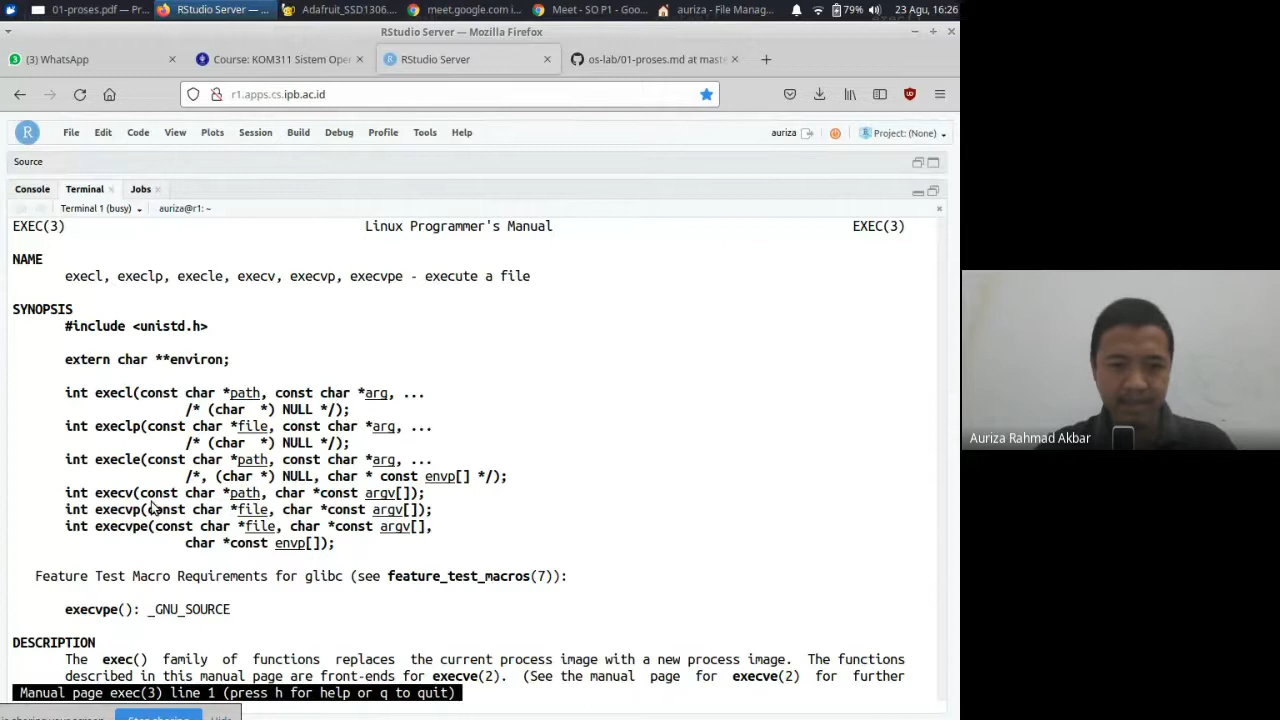 01-proses.pdf — Pr...
RStudio Server — ...
Adafruit_SSD1306...
meet.google.com i...
Meet - SO P1 - Goo...
auriza - File Manag...
79%
23 Agu, 16:26
RStudio Server — Mozilla Firefox
(3) WhatsApp
Course: KOM311 Sistem Oper
RStudio Server
os-lab/01-proses.md at mast
r1.apps.cs.ipb.ac.id
File Edit Code View Plots Session Build Debug Profile Tools Help
auriza
Project: (None)
Source
Console Terminal Jobs
Terminal 1 (busy) auriza@r1: ~
EXEC(3) Linux Programmer's Manual EXEC(3)
NAME
execl, execlp, execle, execv, execvp, execvpe - execute a file
SYNOPSIS
#include <unistd.h>
extern char **environ;
int execl(const char *path, const char *arg, ...
/* (char *) NULL */);
int execlp(const char *file, const char *arg, ...
/* (char *) NULL */);
int execle(const char *path, const char *arg, ...
/*, (char *) NULL, char * const envp[] */);
int execv(const char *path, char *const argv[]);
int execvp(const char *file, char *const argv[]);
int execvpe(const char *file, char *const argv[],
char *const envp[]);
Feature Test Macro Requirements for glibc (see feature_test_macros(7)):
execvpe(): _GNU_SOURCE
DESCRIPTION
The exec() family of functions replaces the current process image with a new process image. The functions
described in this manual page are front-ends for execve(2). (See the manual page for execve(2) for further
Manual page exec(3) line 1 (press h for help or q to quit)
Auriza Rahmad Akbar